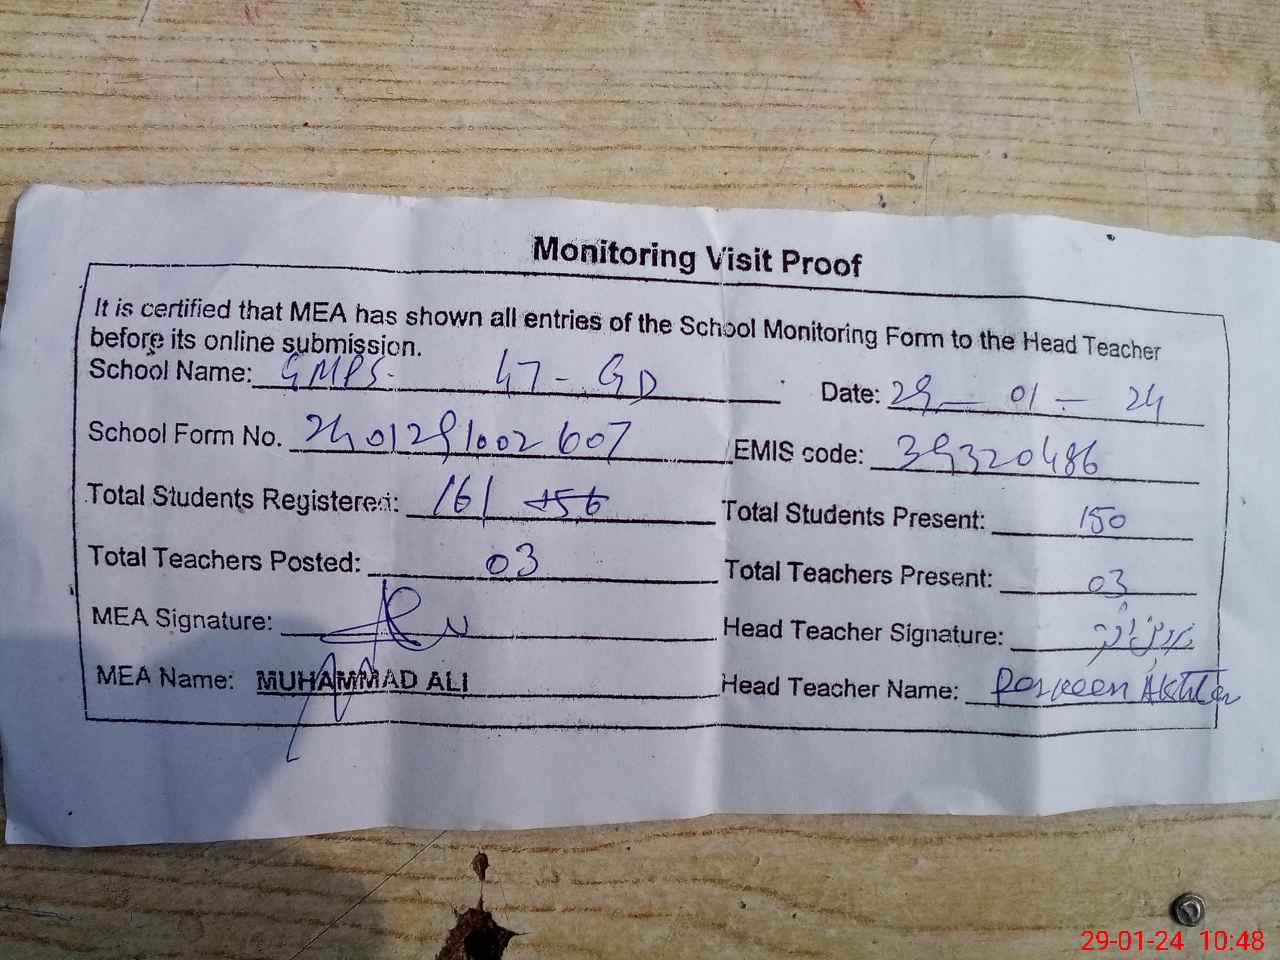 Monitoring Visit Proof
It is certified that MEA has shown all entries of the School Monitoring Form to the Head Teacher
before its online submission.
School Name: GMPS. 47-GD Date: 29-01-24
School Form No. 2401291002607 EMIS code: 39320486
Total Students Registered: 161 156 Total Students Present: 150
Total Teachers Posted: 03 Total Teachers Present: 03
MEA Signature: Head Teacher Signature: پروین اختر
MEA Name: MUHAMMAD ALI Head Teacher Name: Parveen Akhtar
29-01-24 10:48